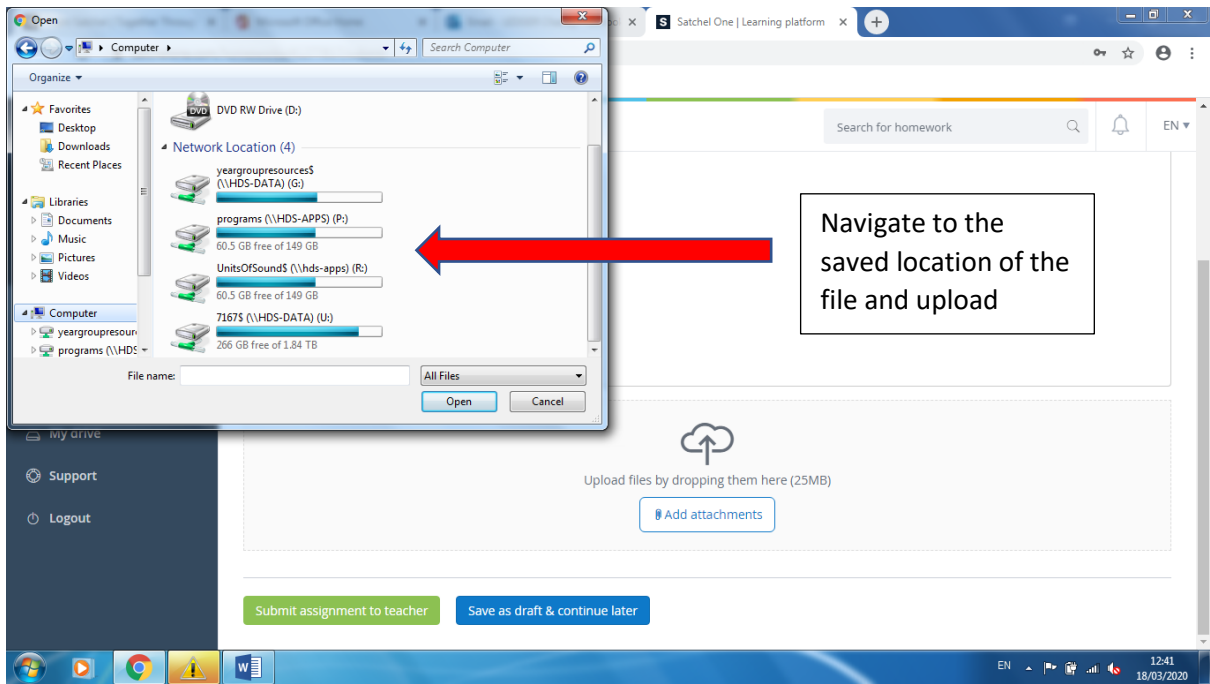 Open
Satchel One | Learning platform
Computer
Search Computer
Organize
Favorites
Desktop
Downloads
Recent Places
Libraries
Documents
Music
Pictures
Videos
Computer
yeargroupresour
programs (\\HDS
DVD RW Drive (D:)
Network Location (4)
yeargroupresources$
(\\HDS-DATA) (G:)
programs (\\HDS-APPS) (P:)
60.5 GB free of 149 GB
UnitsOfSound$ (\\hds-apps) (R:)
60.5 GB free of 149 GB
7167$ (\\HDS-DATA) (U:)
266 GB free of 1.84 TB
File name:
All Files
Open
Cancel
Search for homework
EN
Navigate to the
saved location of the
file and upload
My drive
Support
Logout
Upload files by dropping them here (25MB)
Add attachments
Submit assignment to teacher
Save as draft & continue later
EN
12:41
18/03/2020